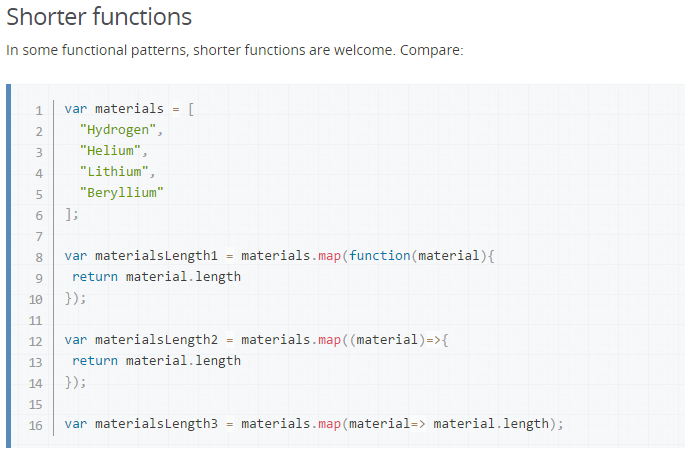 Shorter functions
In some functional patterns, shorter functions are welcome. Compare:
1 var materials = [
2   "Hydrogen",
3   "Helium",
4   "Lithium",
5   "Beryllium"
6 ];
7
8 var materialsLength1 = materials.map(function(material){
9  return material.length
10 });
11
12 var materialsLength2 = materials.map((material)=>{
13  return material.length
14 });
15
16 var materialsLength3 = materials.map(material=> material.length);